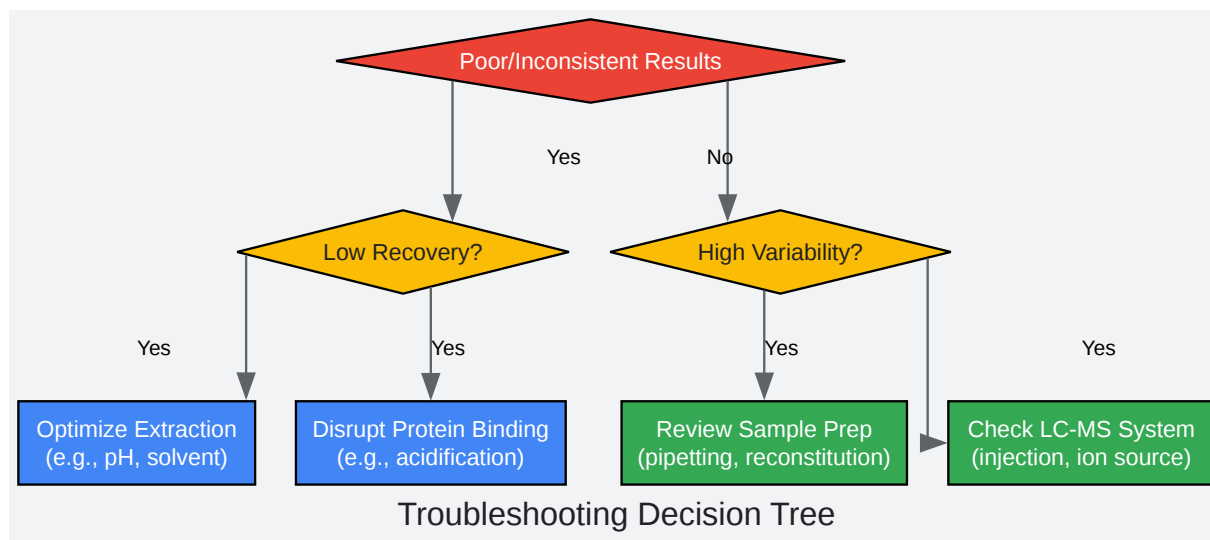 Poor/Inconsistent Results
Yes
No
Low Recovery?
High Variability?
Yes
Yes
Yes
Yes
Optimize Extraction
(e.g., pH, solvent)
Disrupt Protein Binding
(e.g., acidification)
Review Sample Prep
(pipetting, reconstitution)
Check LC-MS System
(injection, ion source)
Troubleshooting Decision Tree